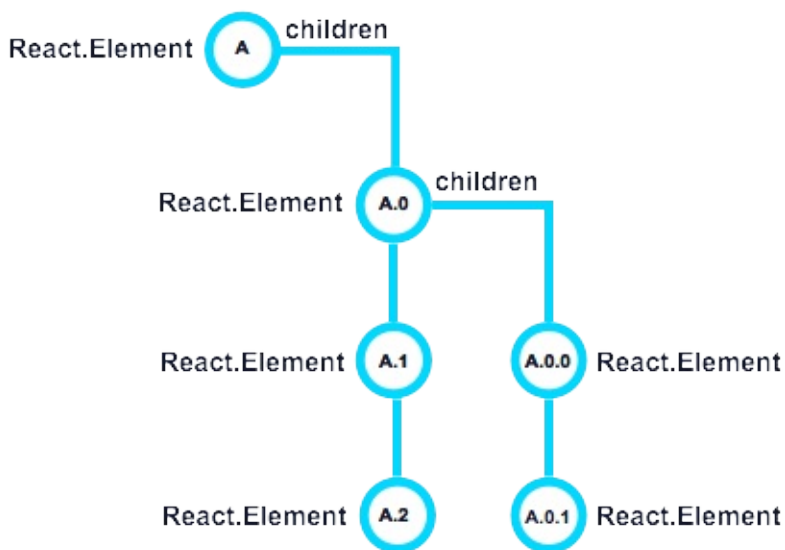 children
React.Element A
children
React.Element A.0
React.Element A.1 A.0.0 React.Element
React.Element A.2 A.0.1 React.Element